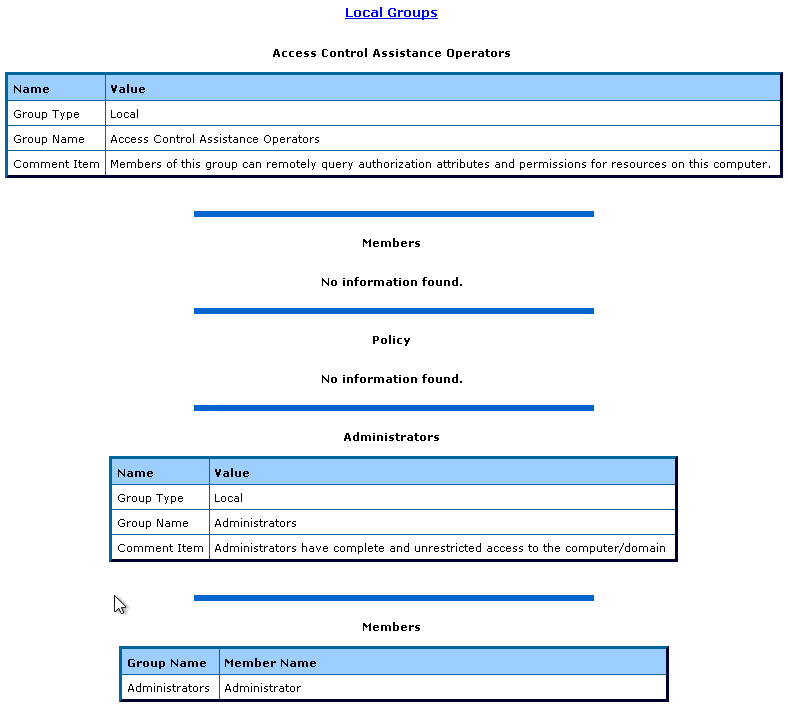 Local Groups
Access Control Assistance Operators
Name Value
Group Type Local
Group Name Access Control Assistance Operators
Comment Item Members of this group can remotely query authorization attributes and permissions for resources on this computer.
Members
No information found.
Policy
No information found.
Administrators
Name Value
Group Type Local
Group Name Administrators
Comment Item Administrators have complete and unrestricted access to the computer/domain
Members
Group Name Member Name
Administrators Administrator